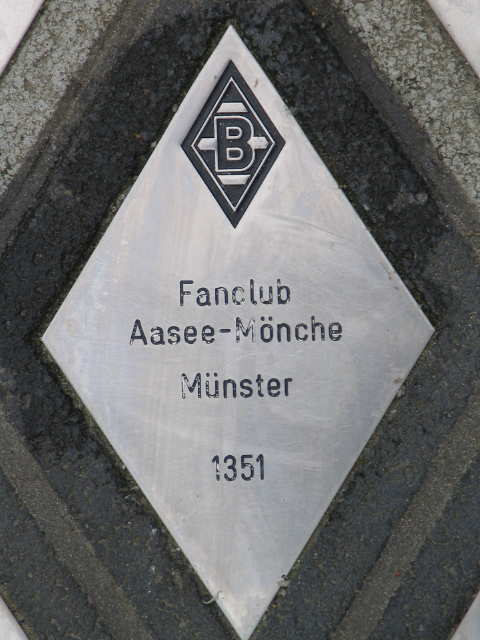 B
Fanclub
Aasee-Mönche
Münster
1351